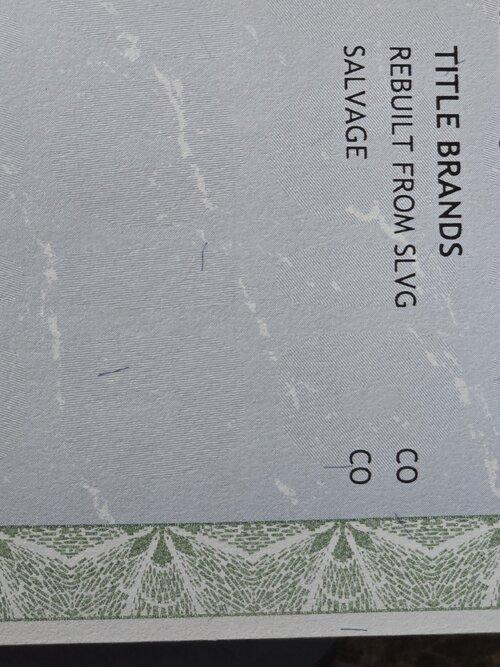 TITLE BRANDS
REBUILT FROM SLVG CO
SALVAGE CO